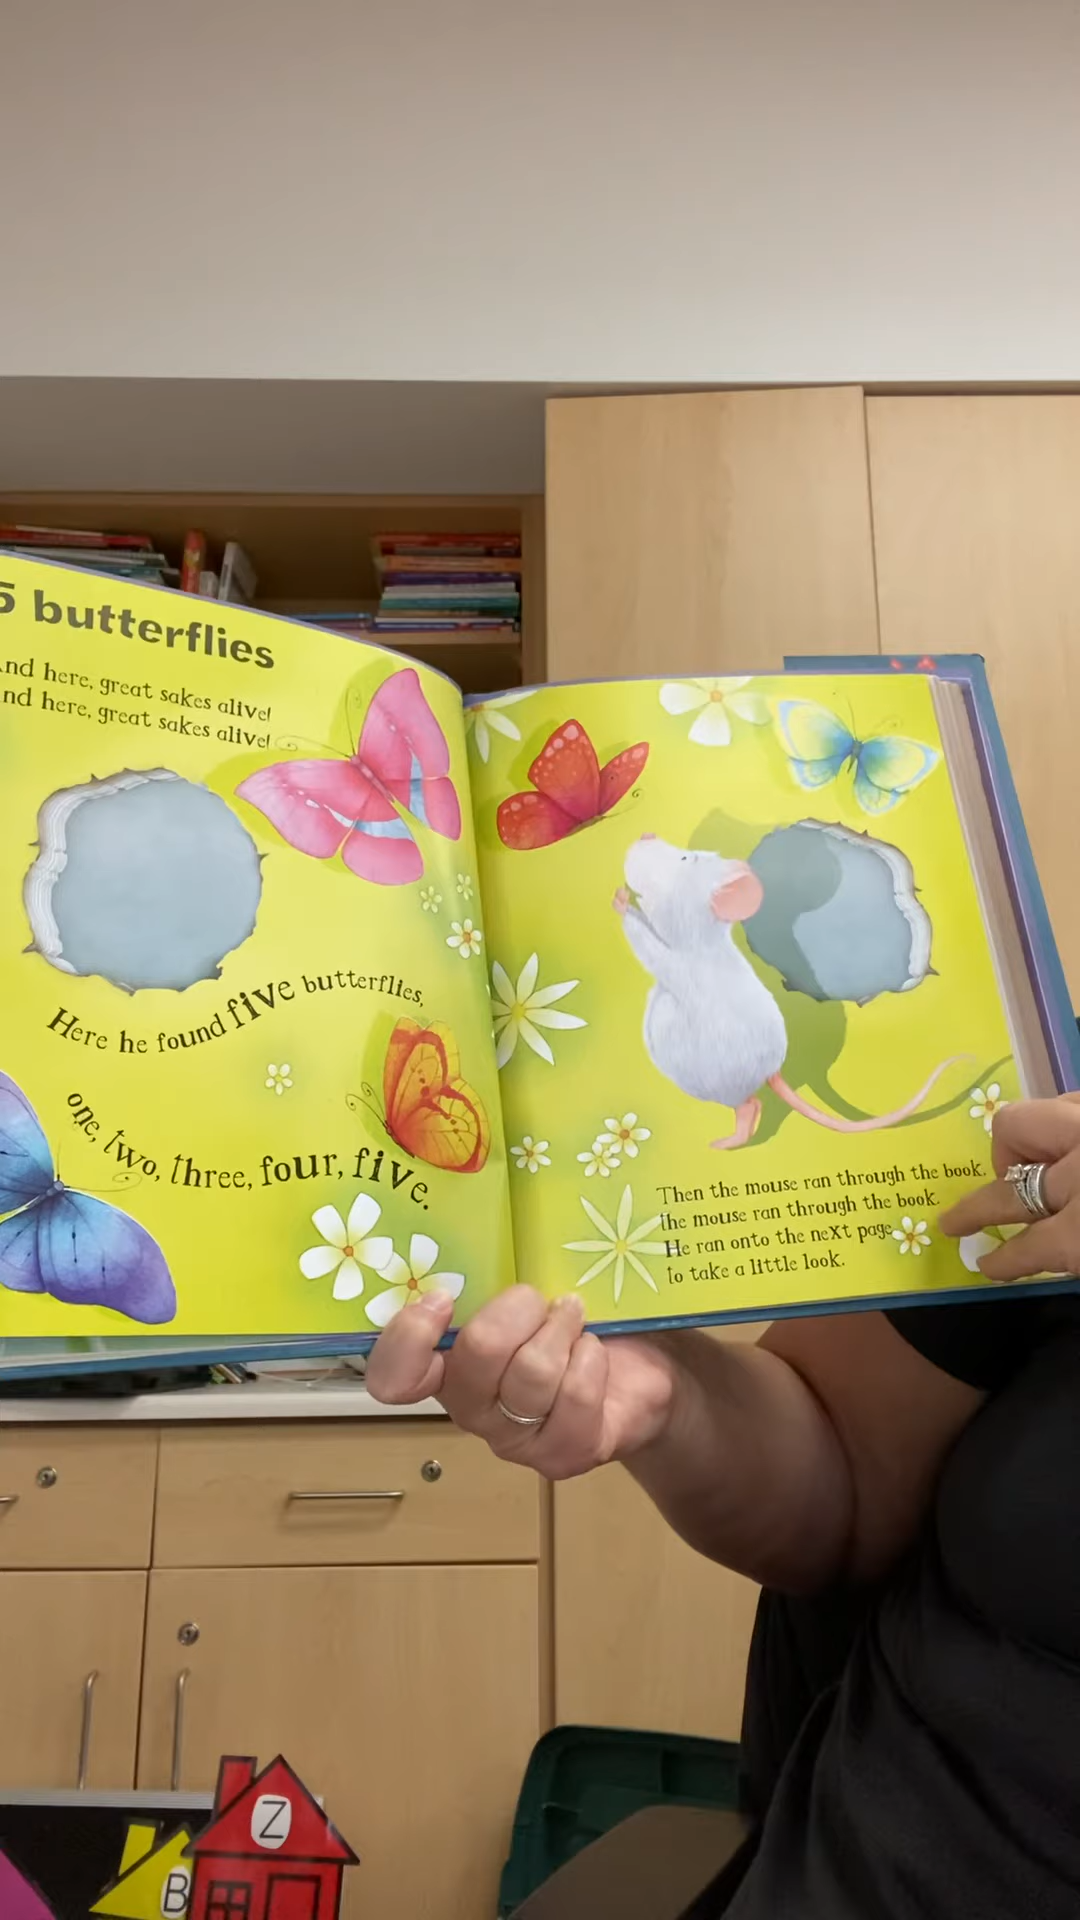 5 butterflies
And here, great sakes alive!
And here, great sakes alive!
Here he found five butterflies,
one, two, three, four, five.
Then the mouse ran through the book.
The mouse ran through the book.
He ran onto the next page
to take a little look.
Z
B